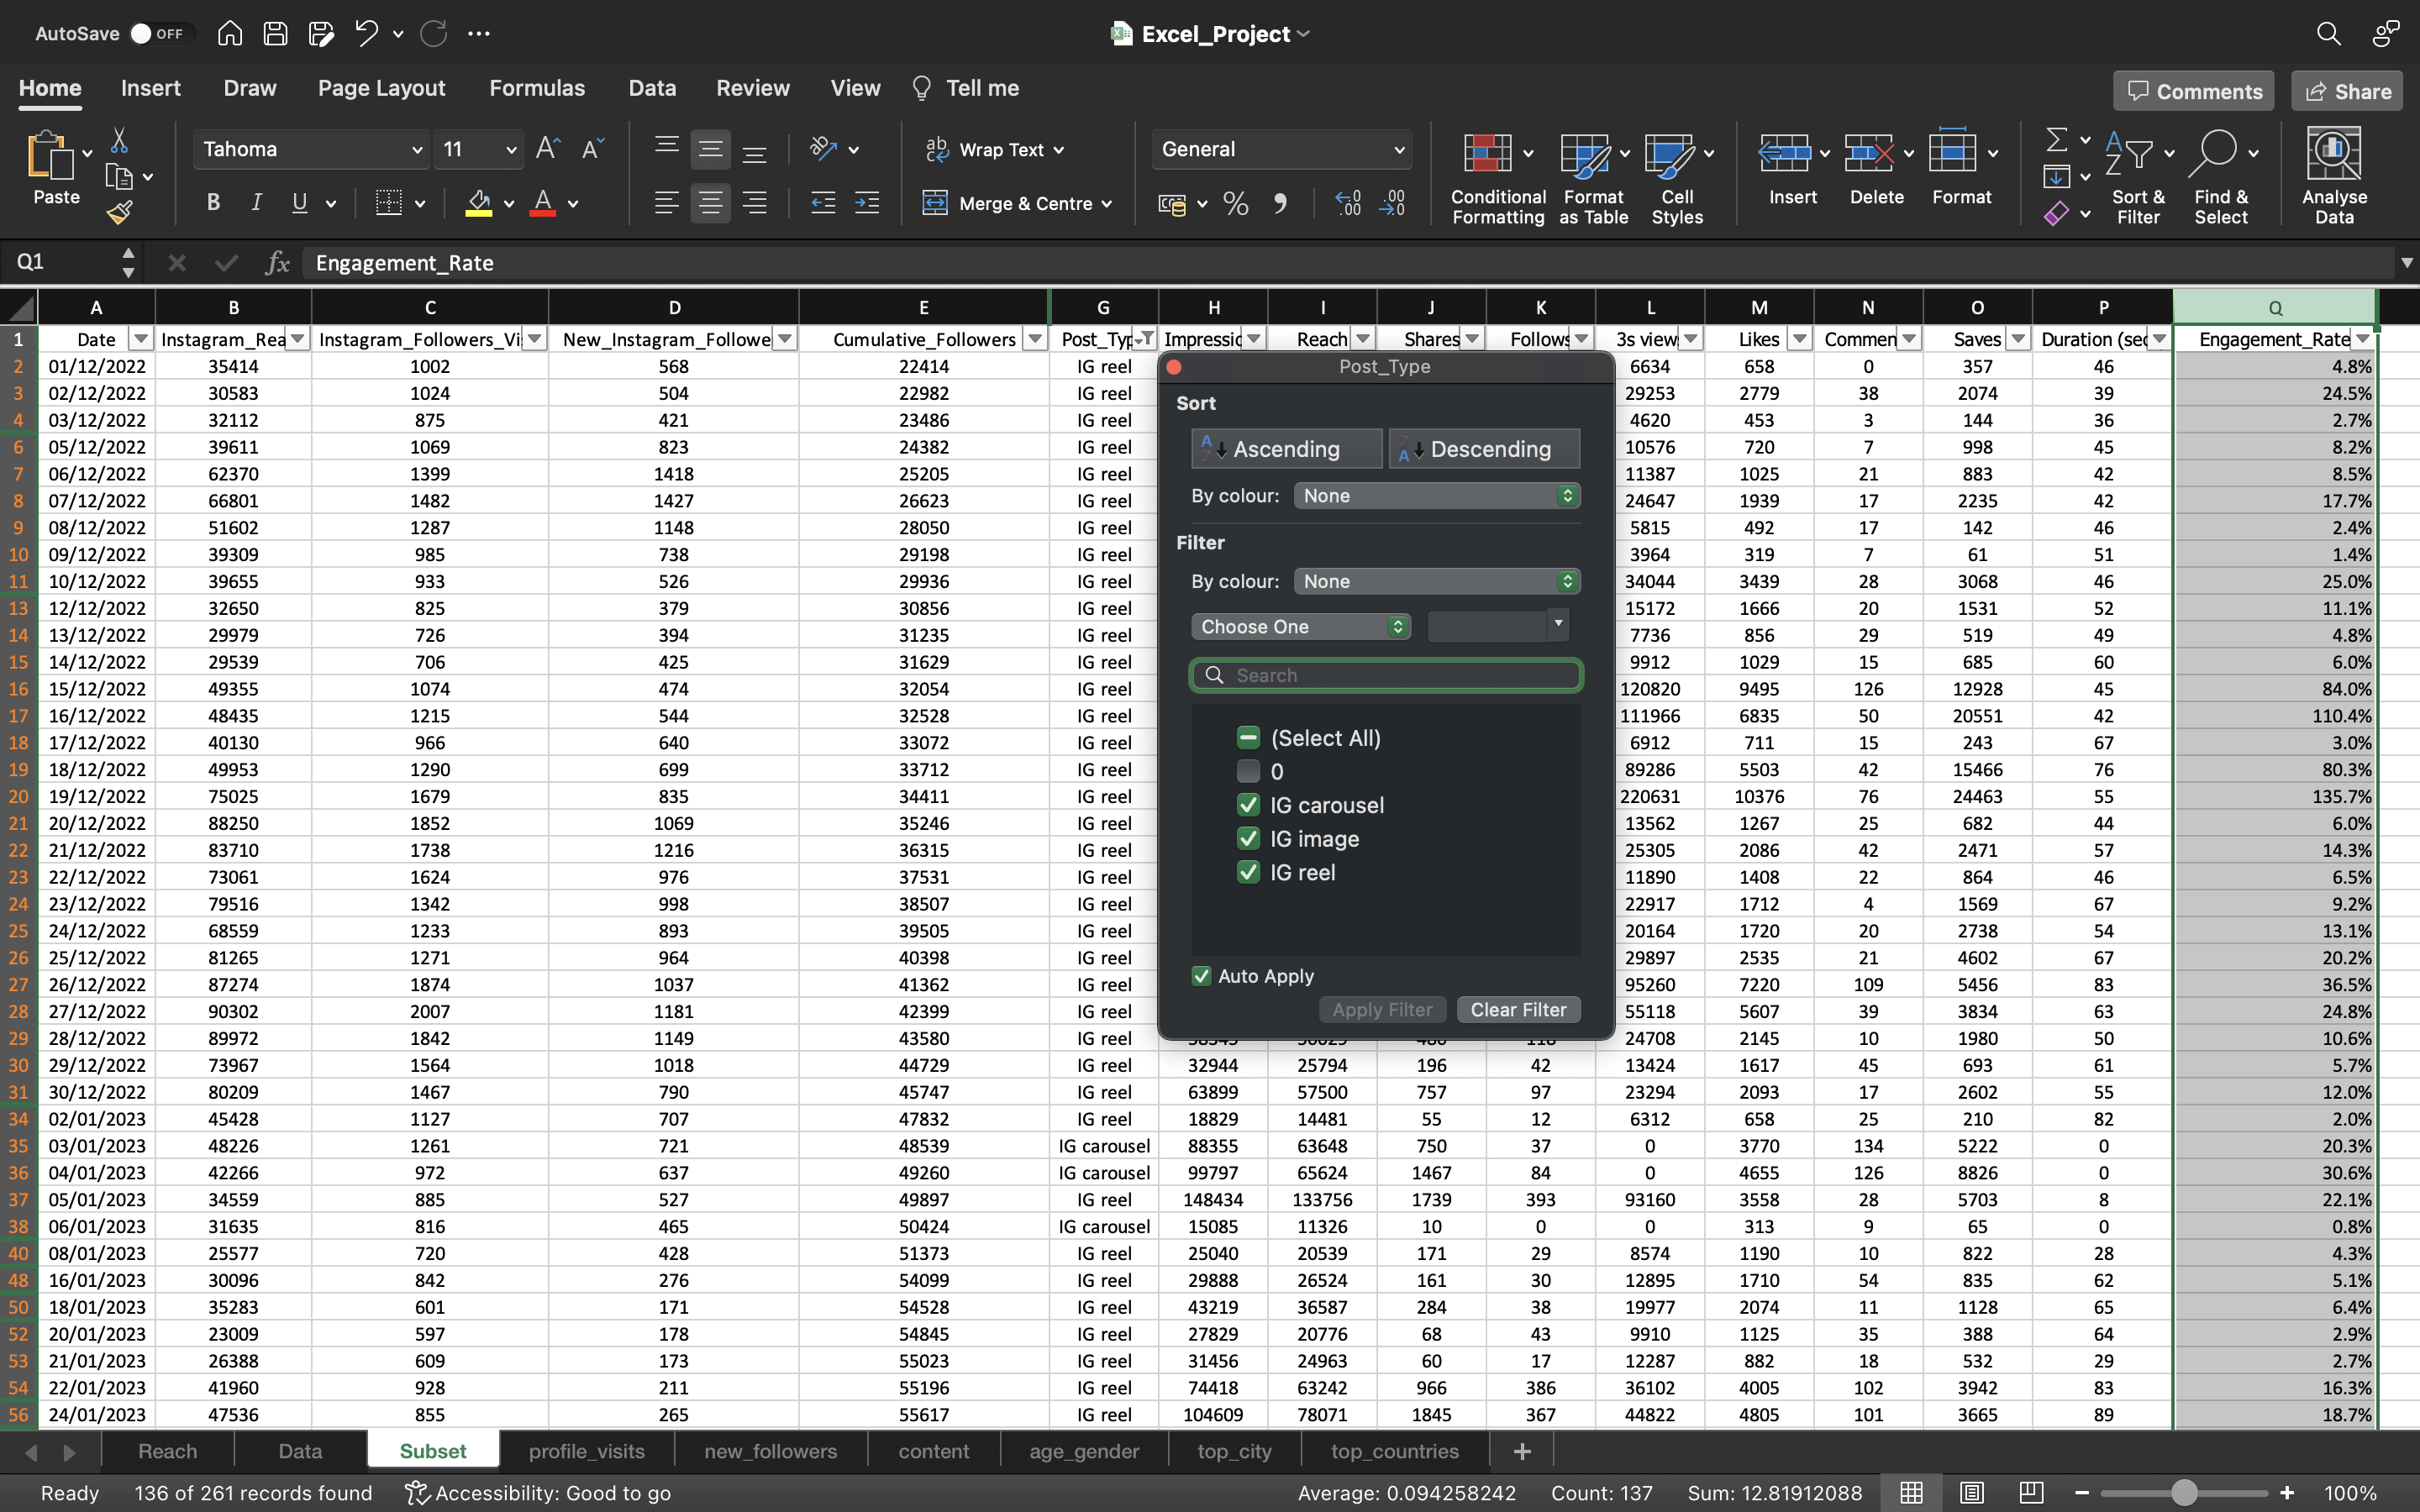 AutoSave OFF Excel_Project
Home Insert Draw Page Layout Formulas Data Review View Tell me Comments Share
Paste Tahoma 11 Wrap Text General Conditional Formatting Format as Table Cell Styles Insert Delete Format Sort & Filter Find & Select Analyse Data
B I U Merge & Centre
Q1 fx Engagement_Rate
A B C D E G H I J K L M N O P Q
1 Date Instagram_Rea Instagram_Followers_Vi New_Instagram_Followe Cumulative_Followers Post_Typ Impressic Reach Shares Follows 3s view Likes Commen Saves Duration (sec Engagement_Rate
2 01/12/2022 35414 1002 568 22414 IG reel 6634 658 0 357 46 4.8%
3 02/12/2022 30583 1024 504 22982 IG reel 29253 2779 38 2074 39 24.5%
4 03/12/2022 32112 875 421 23486 IG reel 4620 453 3 144 36 2.7%
6 05/12/2022 39611 1069 823 24382 IG reel 10576 720 7 998 45 8.2%
7 06/12/2022 62370 1399 1418 25205 IG reel 11387 1025 21 883 42 8.5%
8 07/12/2022 66801 1482 1427 26623 IG reel 24647 1939 17 2235 42 17.7%
9 08/12/2022 51602 1287 1148 28050 IG reel 5815 492 17 142 46 2.4%
10 09/12/2022 39309 985 738 29198 IG reel 3964 319 7 61 51 1.4%
11 10/12/2022 39655 933 526 29936 IG reel 34044 3439 28 3068 46 25.0%
13 12/12/2022 32650 825 379 30856 IG reel 15172 1666 20 1531 52 11.1%
14 13/12/2022 29979 726 394 31235 IG reel 7736 856 29 519 49 4.8%
15 14/12/2022 29539 706 425 31629 IG reel 9912 1029 15 685 60 6.0%
16 15/12/2022 49355 1074 474 32054 IG reel 120820 9495 126 12928 45 84.0%
17 16/12/2022 48435 1215 544 32528 IG reel 111966 6835 50 20551 42 110.4%
18 17/12/2022 40130 966 640 33072 IG reel 6912 711 15 243 67 3.0%
19 18/12/2022 49953 1290 699 33712 IG reel 89286 5503 42 15466 76 80.3%
20 19/12/2022 75025 1679 835 34411 IG reel 220631 10376 76 24463 55 135.7%
21 20/12/2022 88250 1852 1069 35246 IG reel 13562 1267 25 682 44 6.0%
22 21/12/2022 83710 1738 1216 36315 IG reel 25305 2086 42 2471 57 14.3%
23 22/12/2022 73061 1624 976 37531 IG reel 11890 1408 22 864 46 6.5%
24 23/12/2022 79516 1342 998 38507 IG reel 22917 1712 4 1569 67 9.2%
25 24/12/2022 68559 1233 893 39505 IG reel 20164 1720 20 2738 54 13.1%
26 25/12/2022 81265 1271 964 40398 IG reel 29897 2535 21 4602 67 20.2%
27 26/12/2022 87274 1874 1037 41362 IG reel 95260 7220 109 5456 83 36.5%
28 27/12/2022 90302 2007 1181 42399 IG reel 55118 5607 39 3834 63 24.8%
29 28/12/2022 89972 1842 1149 43580 IG reel 24708 2145 10 1980 50 10.6%
30 29/12/2022 73967 1564 1018 44729 IG reel 32944 25794 196 42 13424 1617 45 693 61 5.7%
31 30/12/2022 80209 1467 790 45747 IG reel 63899 57500 757 97 23294 2093 17 2602 55 12.0%
34 02/01/2023 45428 1127 707 47832 IG reel 18829 14481 55 12 6312 658 25 210 82 2.0%
35 03/01/2023 48226 1261 721 48539 IG carousel 88355 63648 750 37 0 3770 134 5222 0 20.3%
36 04/01/2023 42266 972 637 49260 IG carousel 99797 65624 1467 84 0 4655 126 8826 0 30.6%
37 05/01/2023 34559 885 527 49897 IG reel 148434 133756 1739 393 93160 3558 28 5703 8 22.1%
38 06/01/2023 31635 816 465 50424 IG carousel 15085 11326 10 0 0 313 9 65 0 0.8%
40 08/01/2023 25577 720 428 51373 IG reel 25040 20539 171 29 8574 1190 10 822 28 4.3%
48 16/01/2023 30096 842 276 54099 IG reel 29888 26524 161 30 12895 1710 54 835 62 5.1%
50 18/01/2023 35283 601 171 54528 IG reel 43219 36587 284 38 19977 2074 11 1128 65 6.4%
52 20/01/2023 23009 597 178 54845 IG reel 27829 20776 68 43 9910 1125 35 388 64 2.9%
53 21/01/2023 26388 609 173 55023 IG reel 31456 24963 60 17 12287 882 18 532 29 2.7%
54 22/01/2023 41960 928 211 55196 IG reel 74418 63242 966 386 36102 4005 102 3942 83 16.3%
56 24/01/2023 47536 855 265 55617 IG reel 104609 78071 1845 367 44822 4805 101 3665 89 18.7%
Post_Type
Sort
Ascending Descending
By colour: None
Filter
By colour: None
Choose One
Search
(Select All)
0
IG carousel
IG image
IG reel
Auto Apply
Apply Filter Clear Filter
Reach Data Subset profile_visits new_followers content age_gender top_city top_countries +
Ready 136 of 261 records found Accessibility: Good to go Average: 0.094258242 Count: 137 Sum: 12.81912088 100%